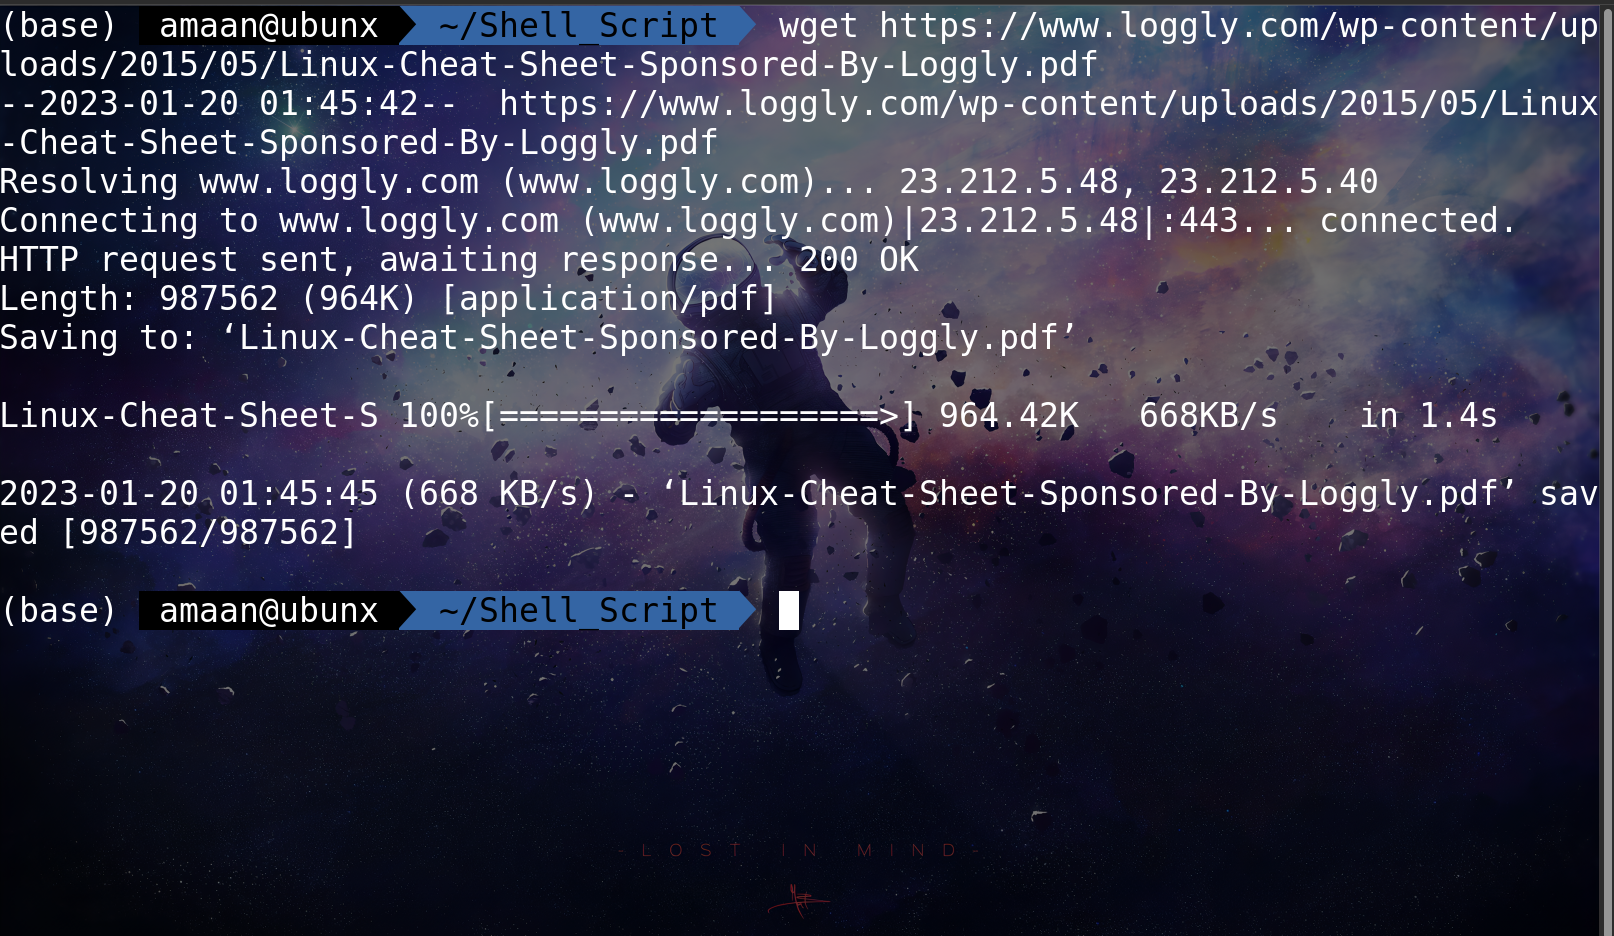 (base) amaan@ubunx ~/Shell_Script wget https://www.loggly.com/wp-content/up
loads/2015/05/Linux-Cheat-Sheet-Sponsored-By-Loggly.pdf
--2023-01-20 01:45:42--  https://www.loggly.com/wp-content/uploads/2015/05/Linux
-Cheat-Sheet-Sponsored-By-Loggly.pdf
Resolving www.loggly.com (www.loggly.com)... 23.212.5.48, 23.212.5.40
Connecting to www.loggly.com (www.loggly.com)|23.212.5.48|:443... connected.
HTTP request sent, awaiting response... 200 OK
Length: 987562 (964K) [application/pdf]
Saving to: ‘Linux-Cheat-Sheet-Sponsored-By-Loggly.pdf’
Linux-Cheat-Sheet-S 100%[===================>] 964.42K   668KB/s    in 1.4s
2023-01-20 01:45:45 (668 KB/s) - ‘Linux-Cheat-Sheet-Sponsored-By-Loggly.pdf’ sav
ed [987562/987562]
(base) amaan@ubunx ~/Shell_Script
- LOST IN MIND -